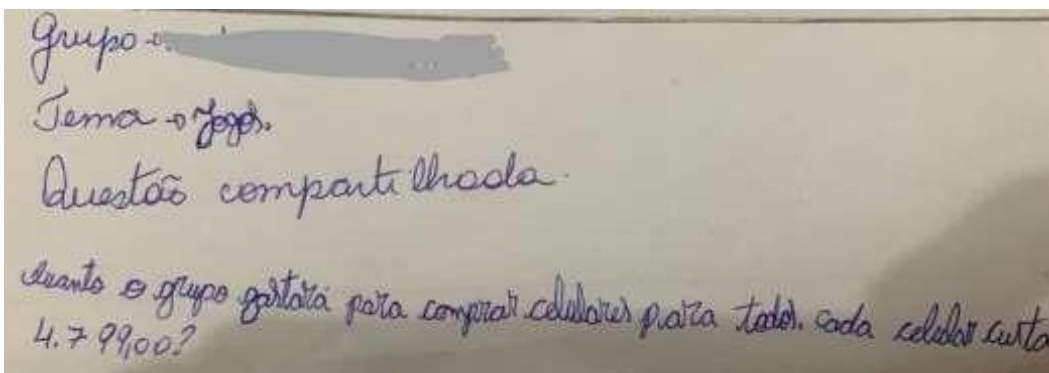 Grupo →
Tema → Jogos.
Questão compartilhada.
Quanto o grupo gastará para comprar celulares para todos. cada celular custa
4.799,00?